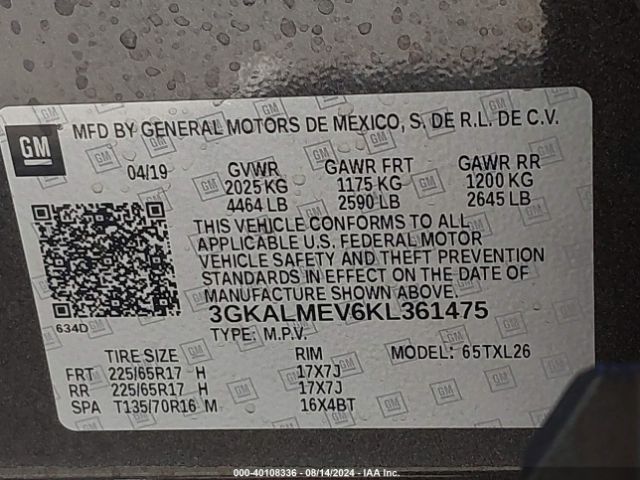 GM
MFD BY GENERAL MOTORS DE MEXICO, S. DE R.L. DE C.V.
04/19 GVWR GAWR FRT GAWR RR
2025 KG 1175 KG 1200 KG
4464 LB 2590 LB 2645 LB
THIS VEHICLE CONFORMS TO ALL
APPLICABLE U.S. FEDERAL MOTOR
VEHICLE SAFETY AND THEFT PREVENTION
STANDARDS IN EFFECT ON THE DATE OF
MANUFACTURE SHOWN ABOVE.
634D
3GKALMEV6KL361475
TYPE: M.P.V.
TIRE SIZE RIM MODEL: 65TXL26
FRT 225/65R17 H 17X7J
RR 225/65R17 H 17X7J
SPA T135/70R16 M 16X4BT
000-40108336 - 08/14/2024 - IAA Inc.